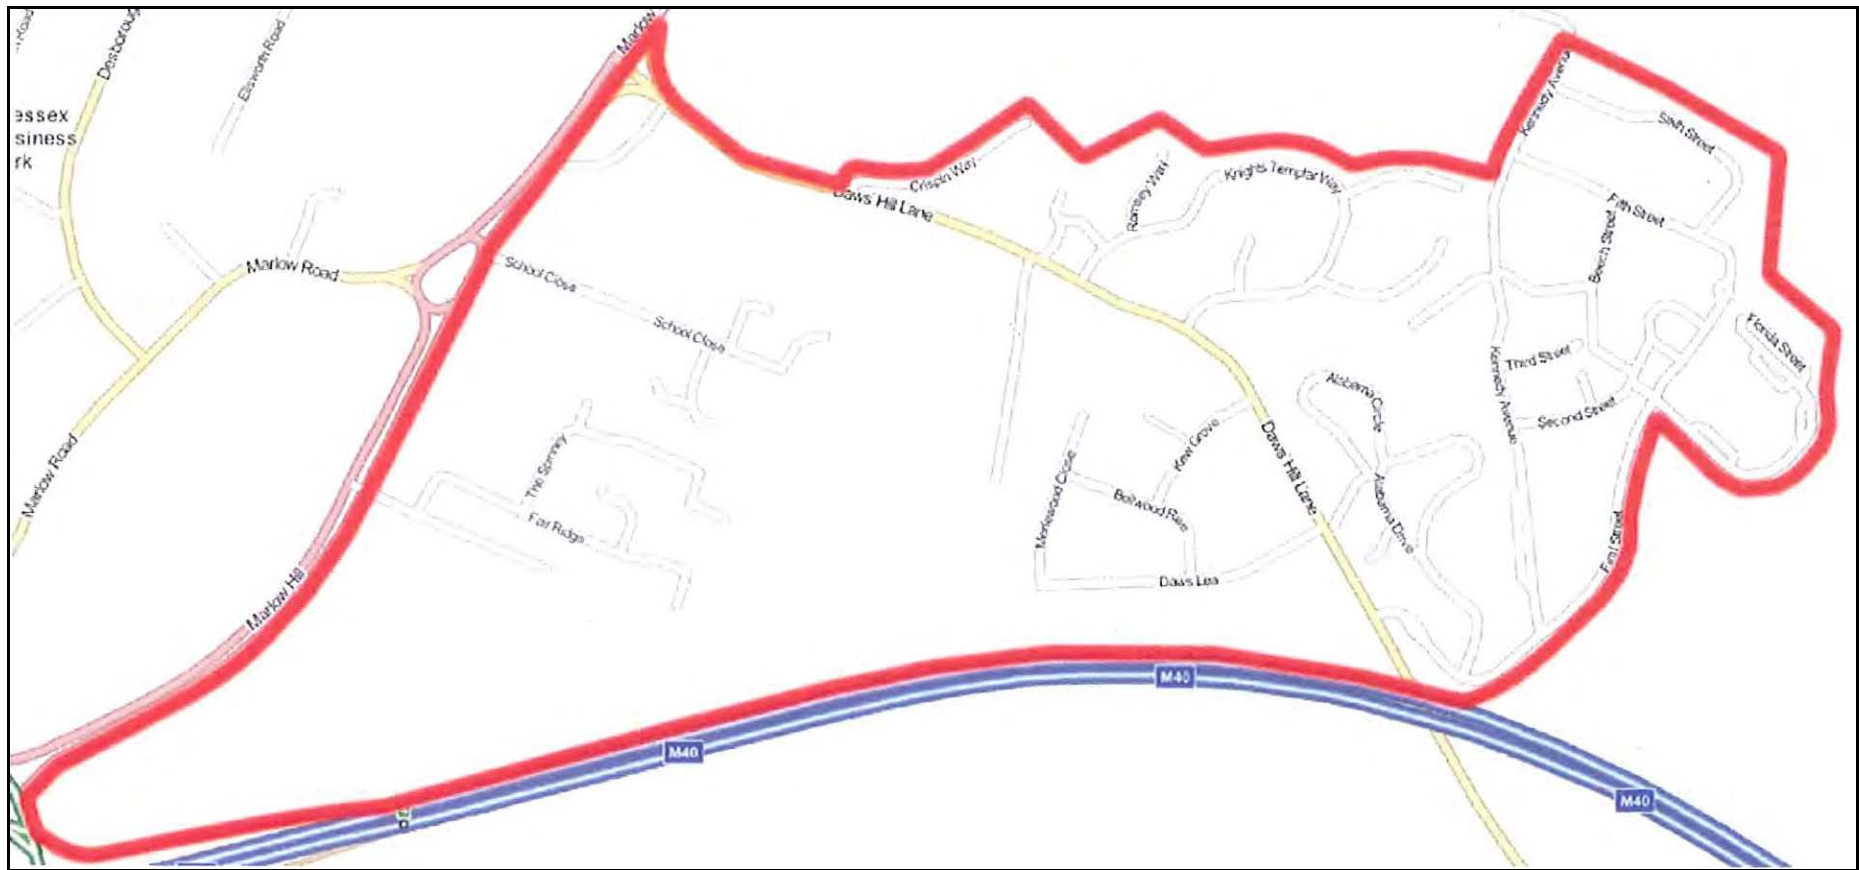 Desboroug
Ellsworth Road
Marlow
Road
essex
siness
rk
Kennedy Avenu
Sixth Street
Crispin Way
Daws Hill Lane
Ramsey Way
Knights Templar Way
Fifth Street
Beech Street
Marlow Road
School Close
School Close
Florida Street
Third Street
Kennedy Avenue
Second Street
Alabama Circle
Marlow Road
The Spinney
Fair Ridge
Kew Grove
Daws Hill Lane
Bellwood Rise
Alabama Drive
First Street
Daws Lea
Marlow Hill
M40
M40
M40